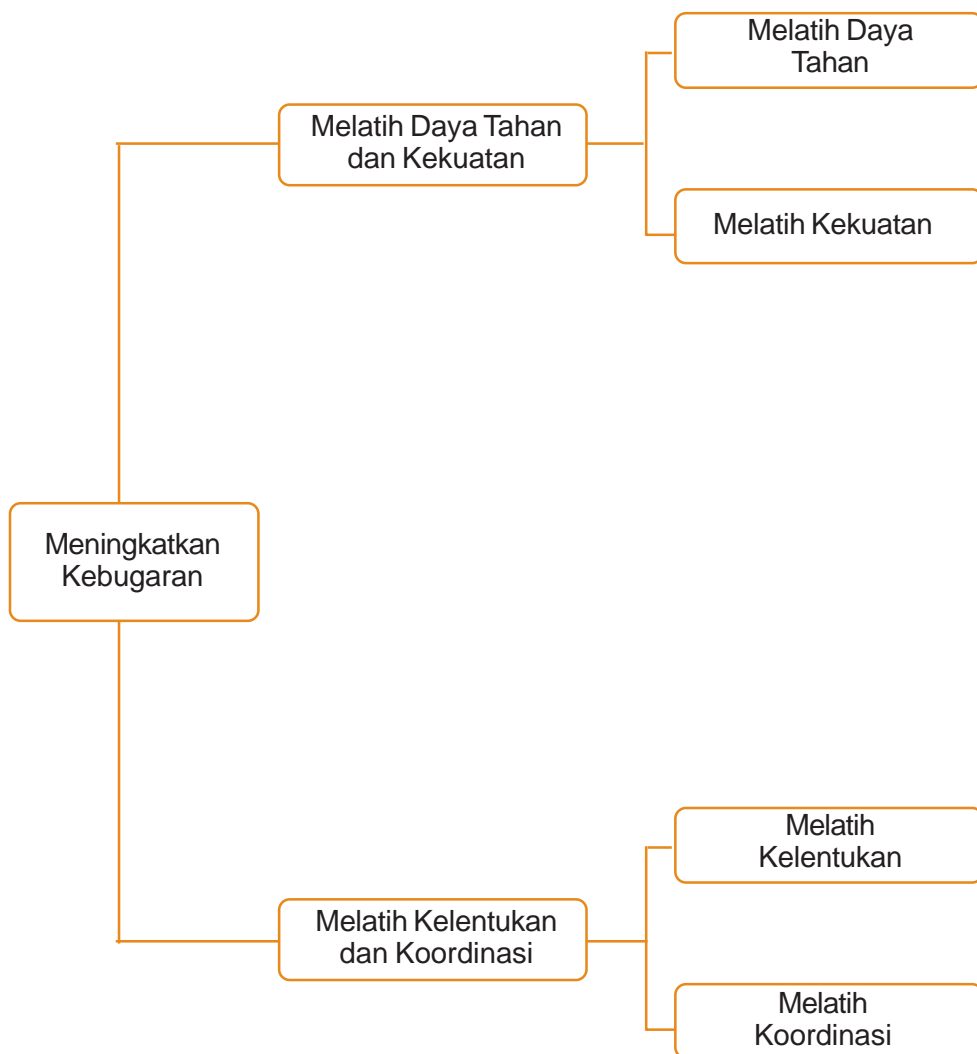 Melatih Daya
Tahan
Melatih Daya Tahan
dan Kekuatan
Melatih Kekuatan
Meningkatkan
Kebugaran
Melatih
Kelentukan
Melatih Kelentukan
dan Koordinasi
Melatih
Koordinasi